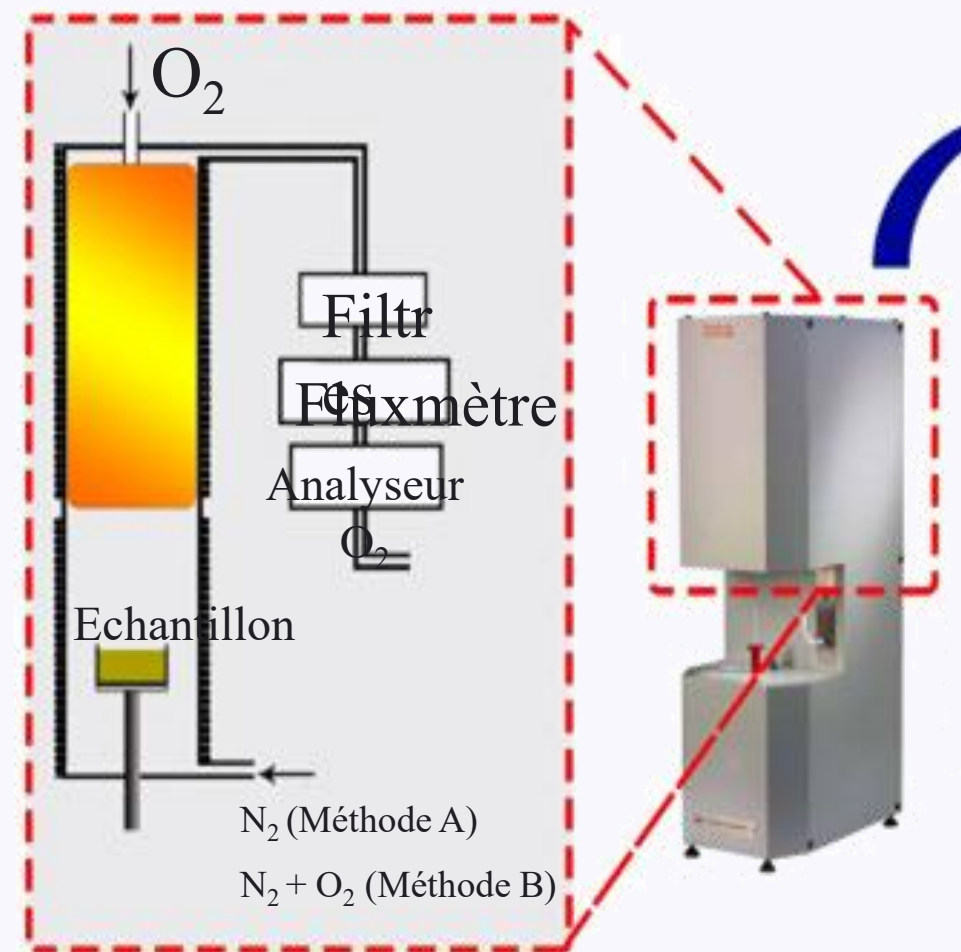 O₂
Filtr
es
Fluxmètre
Analyseur
O₂
Echantillon
N₂ (Méthode A)
N₂ + O₂ (Méthode B)